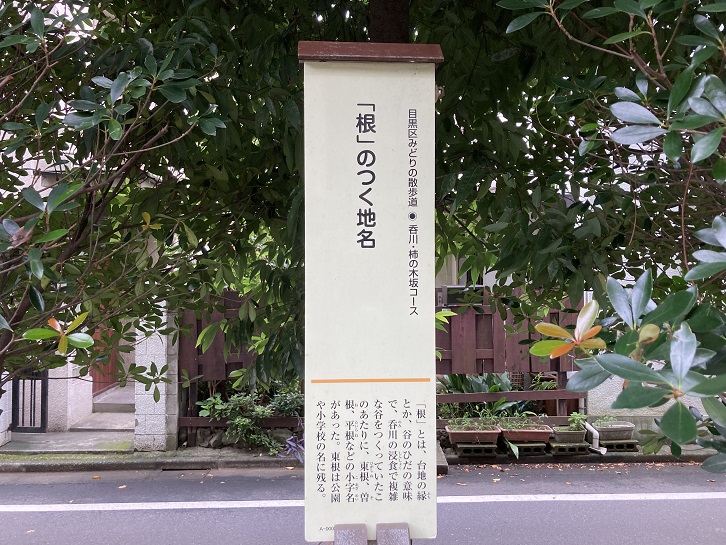 目黒区みどりの散歩道 ● 呑川・柿の木坂コース
「根」のつく地名
「根」とは、台地の縁
とか、谷のひだの意味
で、呑川の浸食で複雑
な谷をつくっていたこ
のあたりに、東根、曽
根、平根などの小字名
があった。東根は公園
や小学校の名に残る。